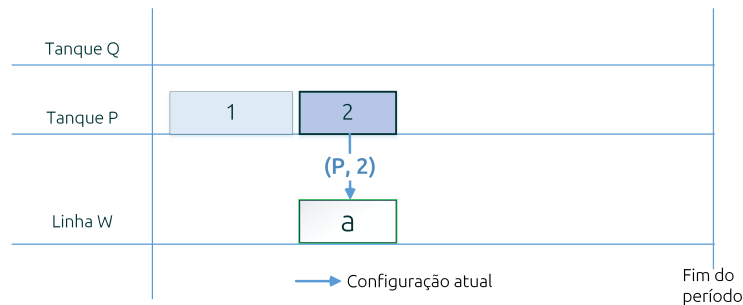 Tanque Q
Tanque P
1
2
(P, 2)
Linha W
a
Configuração atual
Fim do
período